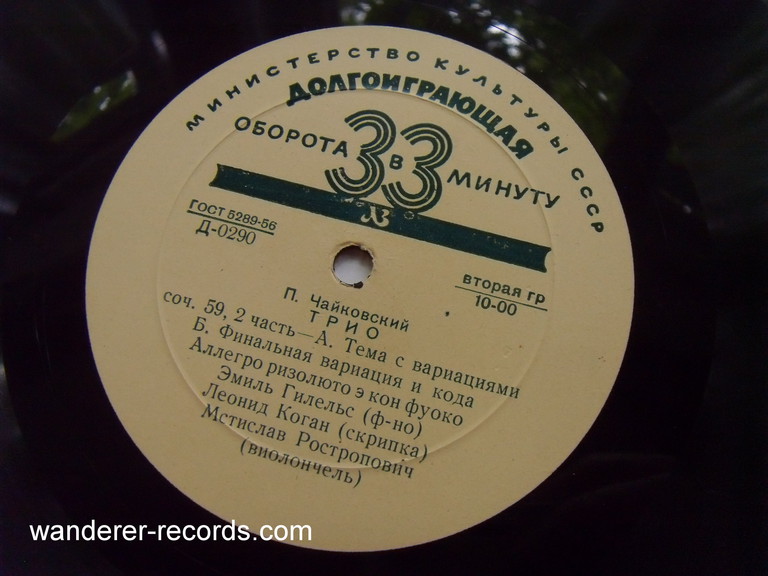 МИНИСТЕРСТВО КУЛЬТУРЫ СССР
ДОЛГОИГРАЮЩАЯ
ОБОРОТА 33 В МИНУТУ
ГОСТ 5289-56
Д-0290
вторая гр
10-00
П. Чайковский
ТРИО
соч. 59, 2 часть—А. Тема с вариациями
Б. Финальная вариация и кода
Аллегро ризолюто э кон фуоко
Эмиль Гилельс (ф-но)
Леонид Коган (скрипка)
Мстислав Ростропович
(виолончель)
wanderer-records.com